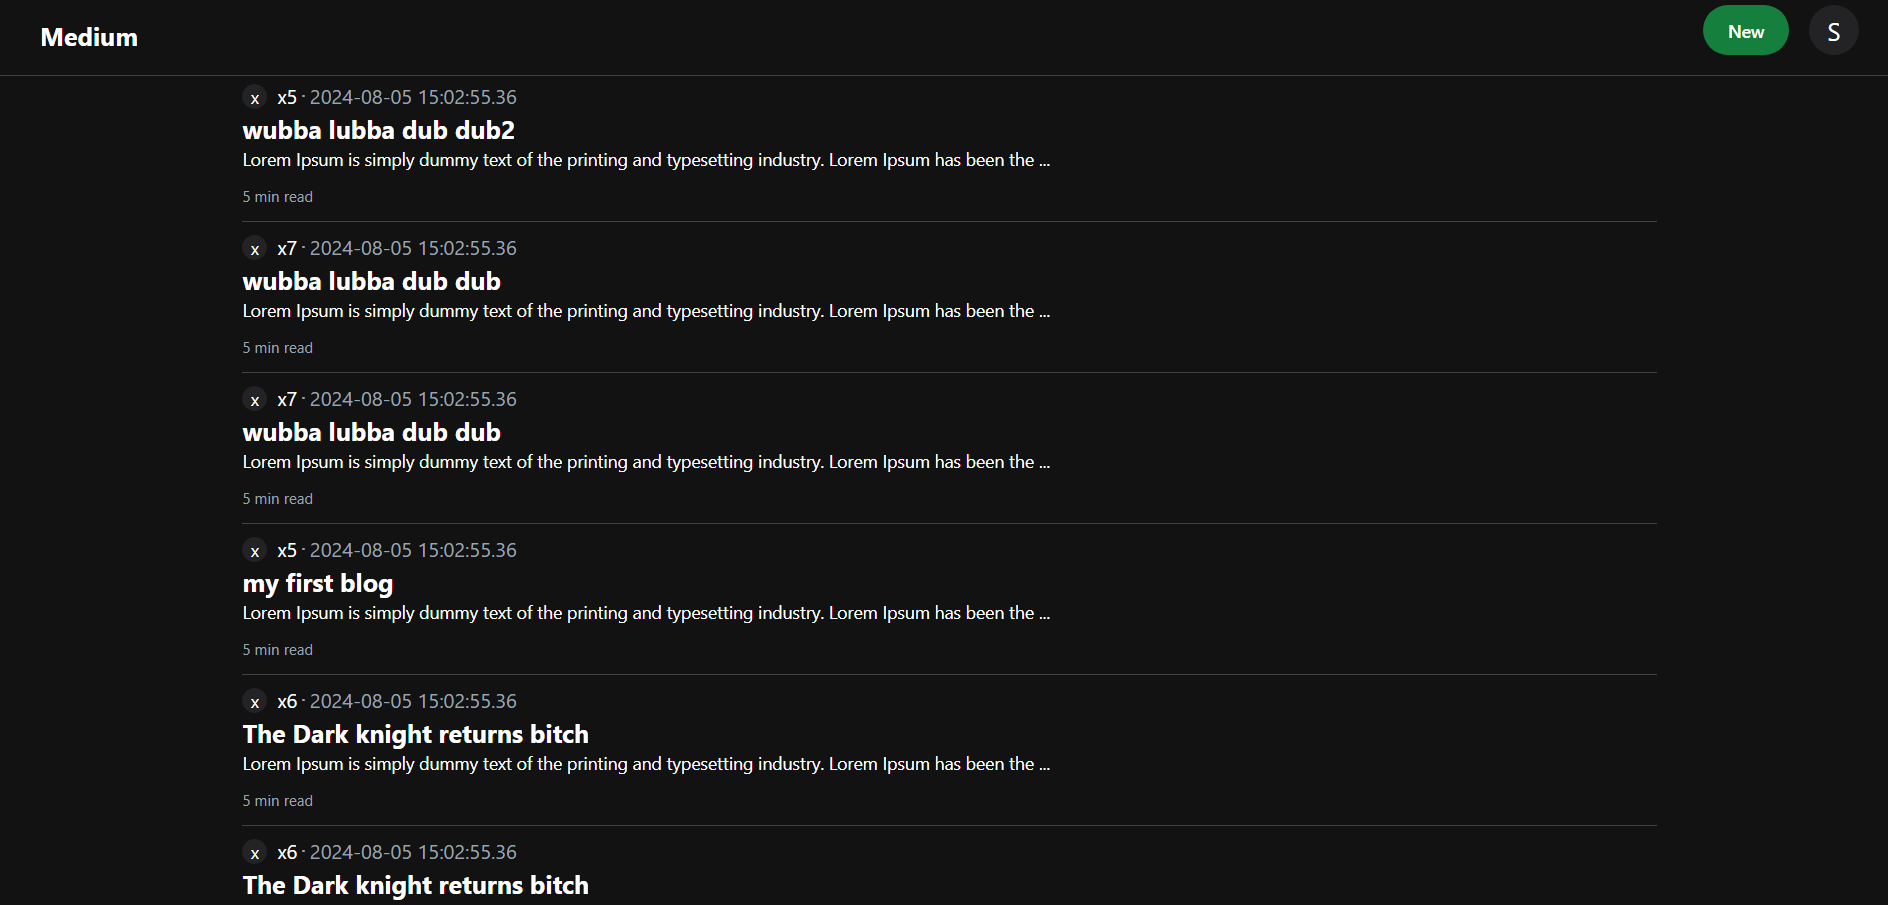 Medium
New
S
x x5 · 2024-08-05 15:02:55.36
wubba lubba dub dub2
Lorem Ipsum is simply dummy text of the printing and typesetting industry. Lorem Ipsum has been the ...
5 min read
x x7 · 2024-08-05 15:02:55.36
wubba lubba dub dub
Lorem Ipsum is simply dummy text of the printing and typesetting industry. Lorem Ipsum has been the ...
5 min read
x x7 · 2024-08-05 15:02:55.36
wubba lubba dub dub
Lorem Ipsum is simply dummy text of the printing and typesetting industry. Lorem Ipsum has been the ...
5 min read
x x5 · 2024-08-05 15:02:55.36
my first blog
Lorem Ipsum is simply dummy text of the printing and typesetting industry. Lorem Ipsum has been the ...
5 min read
x x6 · 2024-08-05 15:02:55.36
The Dark knight returns bitch
Lorem Ipsum is simply dummy text of the printing and typesetting industry. Lorem Ipsum has been the ...
5 min read
x x6 · 2024-08-05 15:02:55.36
The Dark knight returns bitch